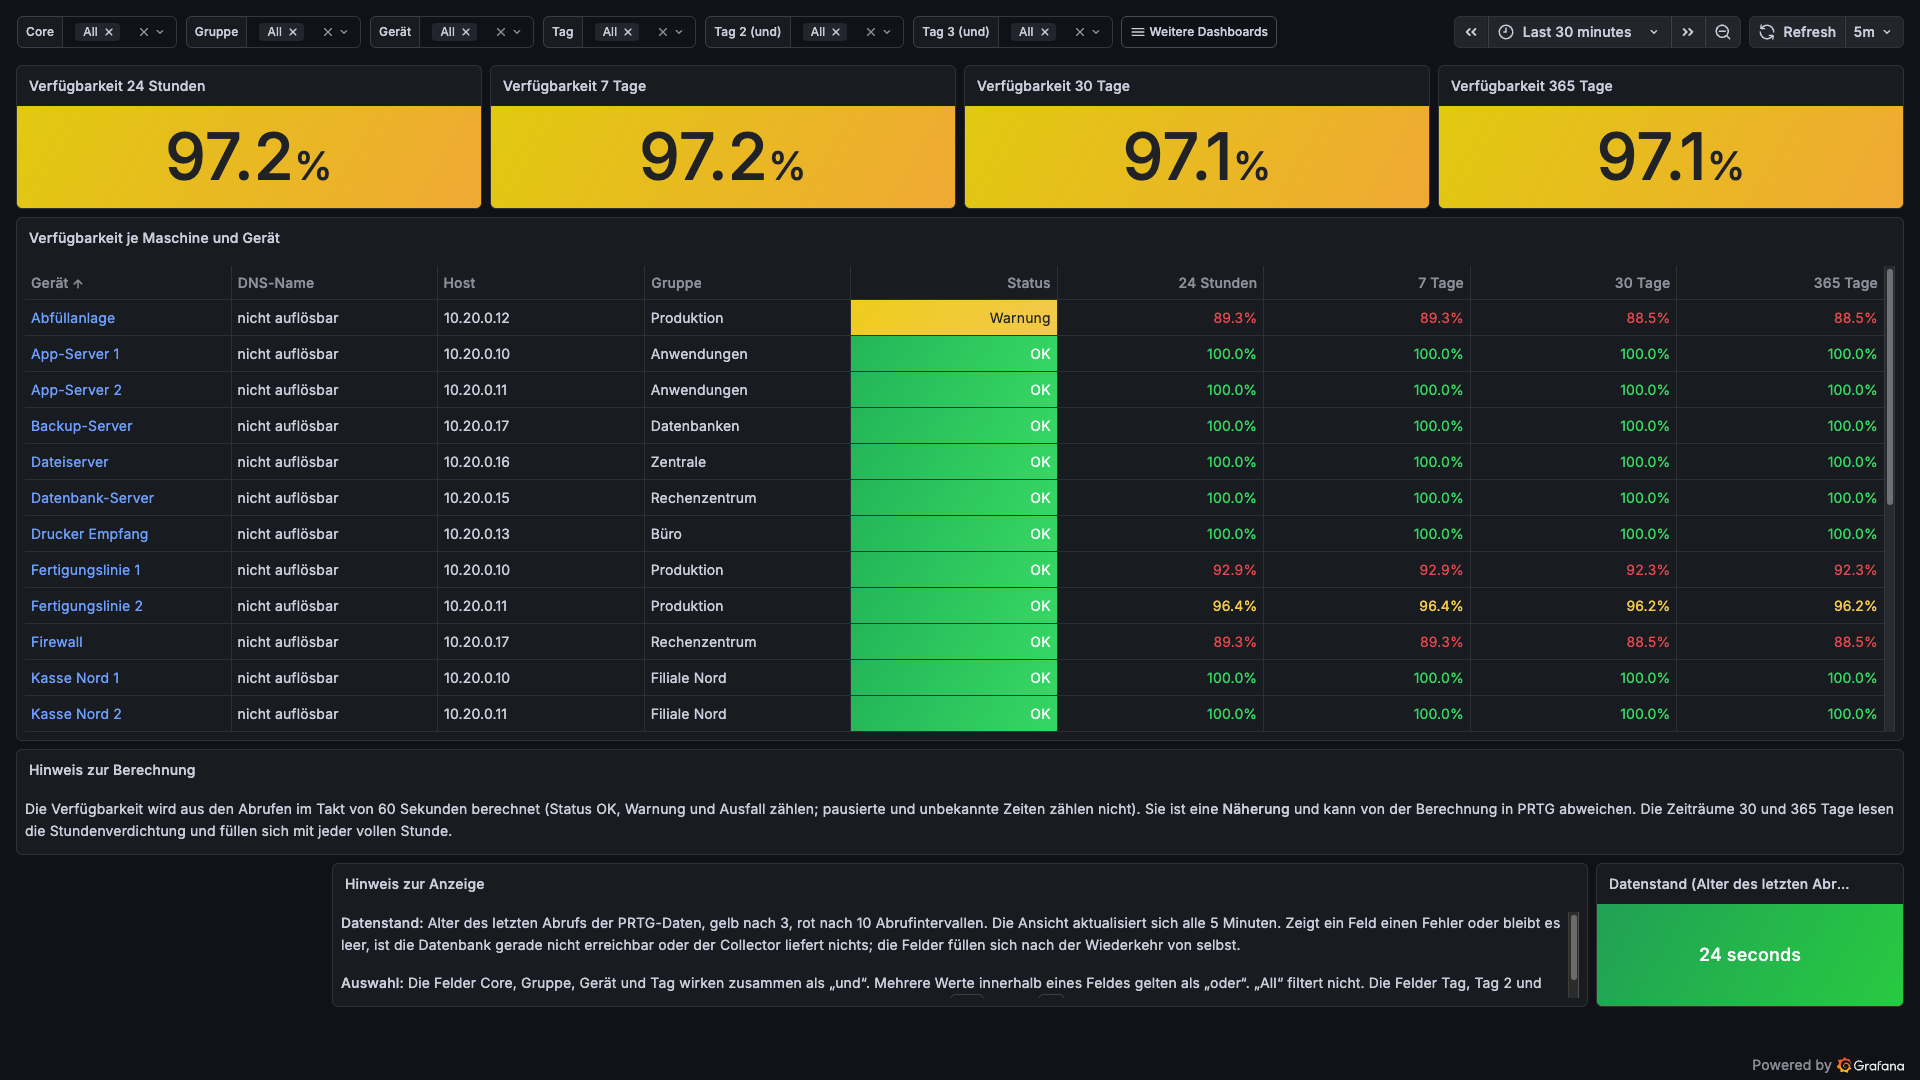 Core All Gruppe All Gerät All Tag All Tag 2 (und) All Tag 3 (und) All Weitere Dashboards Last 30 minutes Refresh 5m
Verfügbarkeit 24 Stunden Verfügbarkeit 7 Tage Verfügbarkeit 30 Tage Verfügbarkeit 365 Tage
97.2% 97.2% 97.1% 97.1%
Verfügbarkeit je Maschine und Gerät
Gerät DNS-Name Host Gruppe Status 24 Stunden 7 Tage 30 Tage 365 Tage
Abfüllanlage nicht auflösbar 10.20.0.12 Produktion Warnung 89.3% 89.3% 88.5% 88.5%
App-Server 1 nicht auflösbar 10.20.0.10 Anwendungen OK 100.0% 100.0% 100.0% 100.0%
App-Server 2 nicht auflösbar 10.20.0.11 Anwendungen OK 100.0% 100.0% 100.0% 100.0%
Backup-Server nicht auflösbar 10.20.0.17 Datenbanken OK 100.0% 100.0% 100.0% 100.0%
Dateiserver nicht auflösbar 10.20.0.16 Zentrale OK 100.0% 100.0% 100.0% 100.0%
Datenbank-Server nicht auflösbar 10.20.0.15 Rechenzentrum OK 100.0% 100.0% 100.0% 100.0%
Drucker Empfang nicht auflösbar 10.20.0.13 Büro OK 100.0% 100.0% 100.0% 100.0%
Fertigungslinie 1 nicht auflösbar 10.20.0.10 Produktion OK 92.9% 92.9% 92.3% 92.3%
Fertigungslinie 2 nicht auflösbar 10.20.0.11 Produktion OK 96.4% 96.4% 96.2% 96.2%
Firewall nicht auflösbar 10.20.0.17 Rechenzentrum OK 89.3% 89.3% 88.5% 88.5%
Kasse Nord 1 nicht auflösbar 10.20.0.10 Filiale Nord OK 100.0% 100.0% 100.0% 100.0%
Kasse Nord 2 nicht auflösbar 10.20.0.11 Filiale Nord OK 100.0% 100.0% 100.0% 100.0%
Hinweis zur Berechnung
Die Verfügbarkeit wird aus den Abrufen im Takt von 60 Sekunden berechnet (Status OK, Warnung und Ausfall zählen; pausierte und unbekannte Zeiten zählen nicht). Sie ist eine Näherung und kann von der Berechnung in PRTG abweichen. Die Zeiträume 30 und 365 Tage lesen
die Stundenverdichtung und füllen sich mit jeder vollen Stunde.
Hinweis zur Anzeige
Datenstand: Alter des letzten Abrufs der PRTG-Daten, gelb nach 3, rot nach 10 Abrufintervallen. Die Ansicht aktualisiert sich alle 5 Minuten. Zeigt ein Feld einen Fehler oder bleibt es
leer, ist die Datenbank gerade nicht erreichbar oder der Collector liefert nichts; die Felder füllen sich nach der Wiederkehr von selbst.
Auswahl: Die Felder Core, Gruppe, Gerät und Tag wirken zusammen als „und“. Mehrere Werte innerhalb eines Feldes gelten als „oder“. „All“ filtert nicht. Die Felder Tag, Tag 2 und
Datenstand (Alter des letzten Abr...
24 seconds
Powered by Grafana